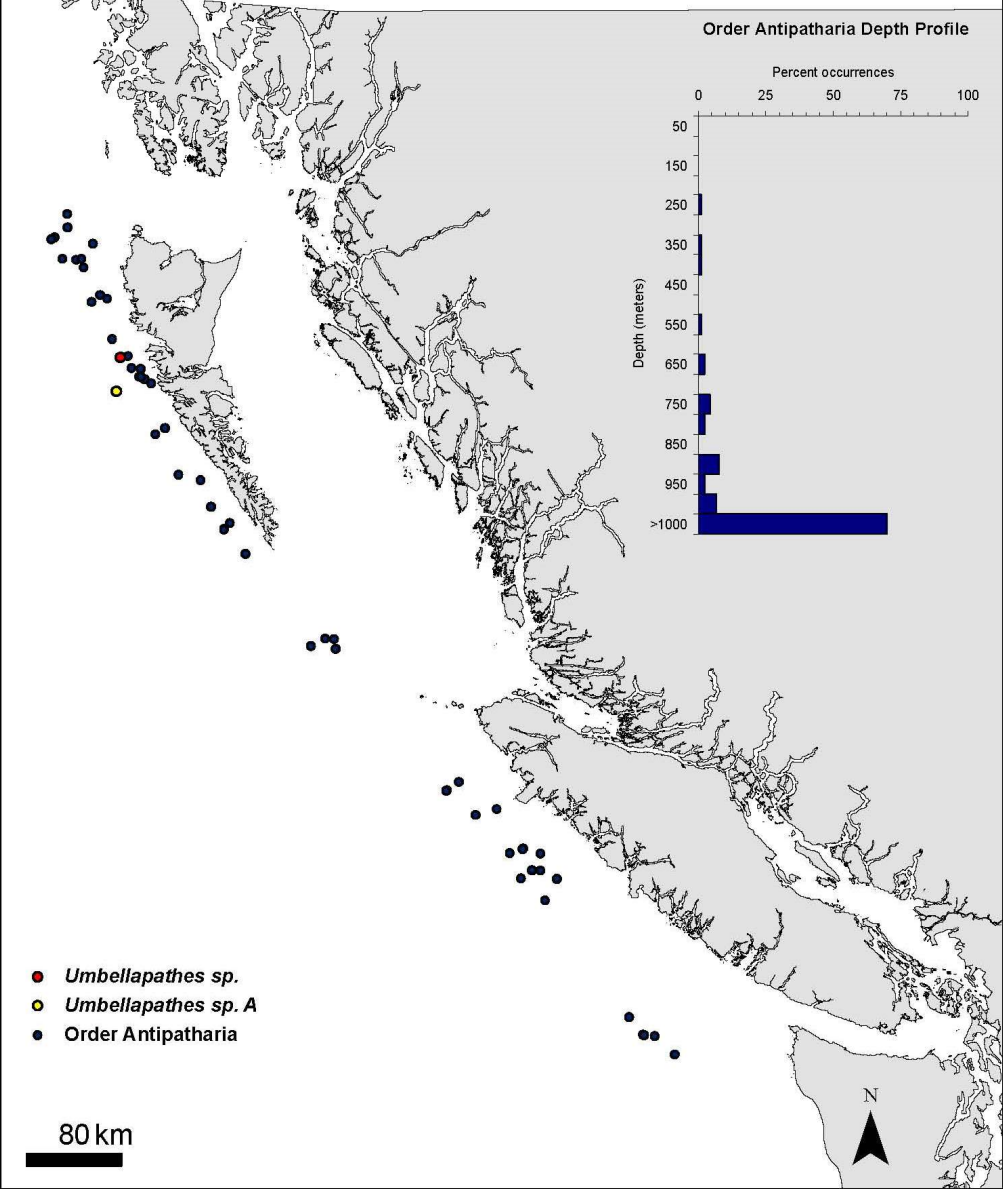 Order Antipatharia Depth Profile
Percent occurrences
0 25 50 75 100
Depth (meters)
50
150
250
350
450
550
650
750
850
950
>1000
Umbellapathes sp.
Umbellapathes sp. A
Order Antipatharia
80 km
N